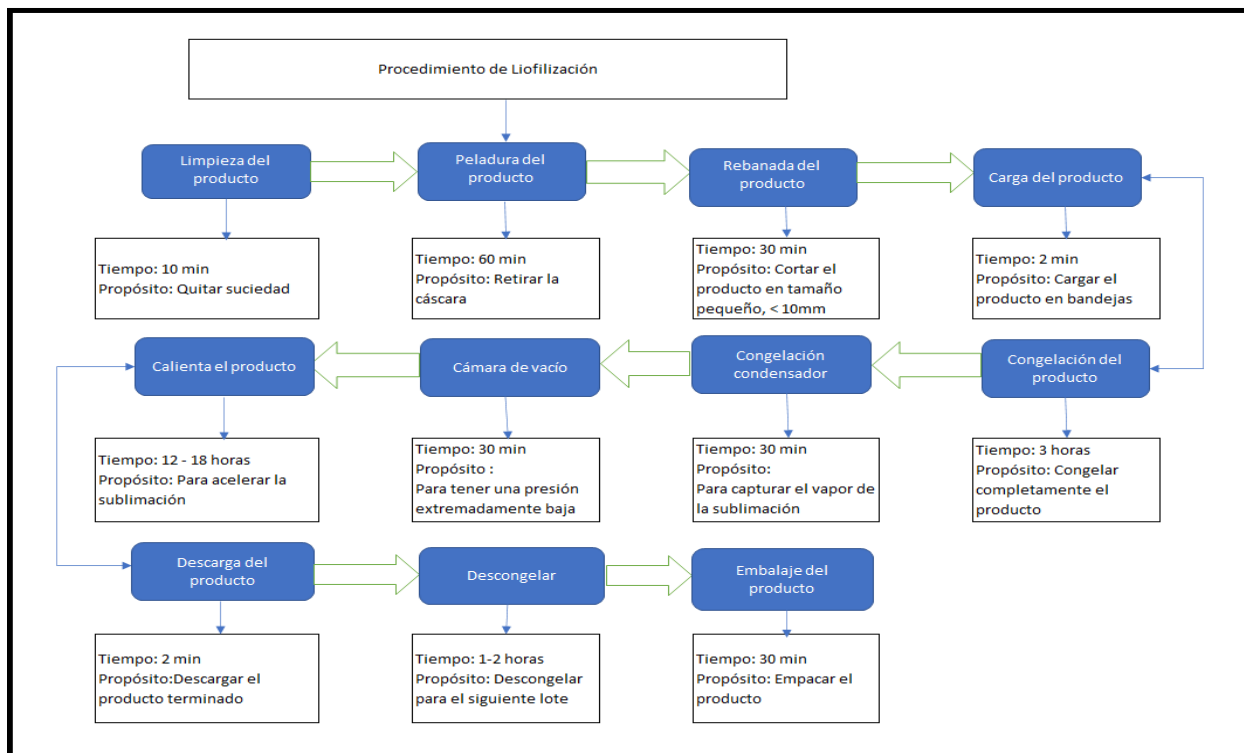 Procedimiento de Liofilización
Limpieza del
producto
Peladura del
producto
Rebanada del
producto
Carga del producto
Tiempo: 10 min
Propósito: Quitar suciedad
Tiempo: 60 min
Propósito: Retirar la
cáscara
Tiempo: 30 min
Propósito: Cortar el
producto en tamaño
pequeño, < 10mm
Tiempo: 2 min
Propósito: Cargar el
producto en bandejas
Calienta el producto
Cámara de vacío
Congelación
condensador
Congelación del
producto
Tiempo: 12 - 18 horas
Propósito: Para acelerar la
sublimación
Tiempo: 30 min
Propósito :
Para tener una presión
extremadamente baja
Tiempo: 30 min
Propósito:
Para capturar el vapor de
la sublimación
Tiempo: 3 horas
Propósito: Congelar
completamente el
producto
Descarga del
producto
Descongelar
Embalaje del
producto
Tiempo: 2 min
Propósito:Descargar el
producto terminado
Tiempo: 1-2 horas
Propósito: Descongelar
para el siguiente lote
Tiempo: 30 min
Propósito: Empacar el
producto